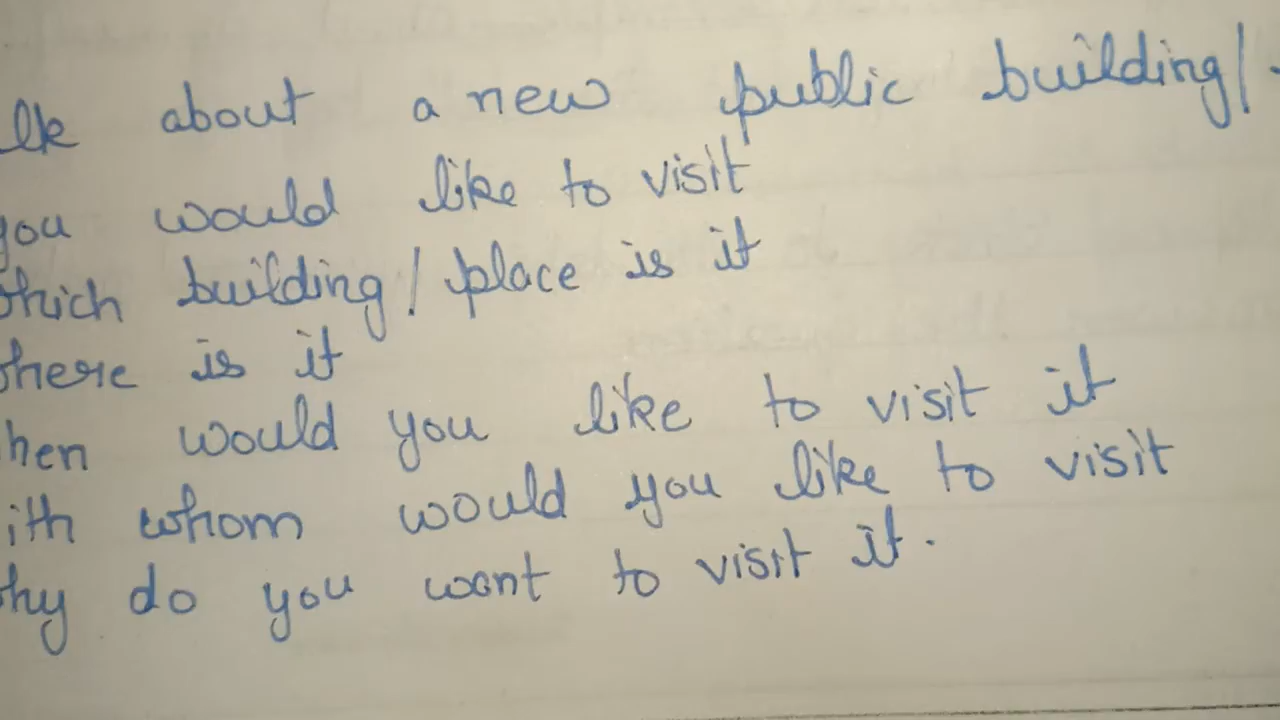 lk about a new public building/
you would like to visit
hich building/ place is it
here is it
hen would you like to visit it
ith whom would you like to visit
hy do you want to visit it.